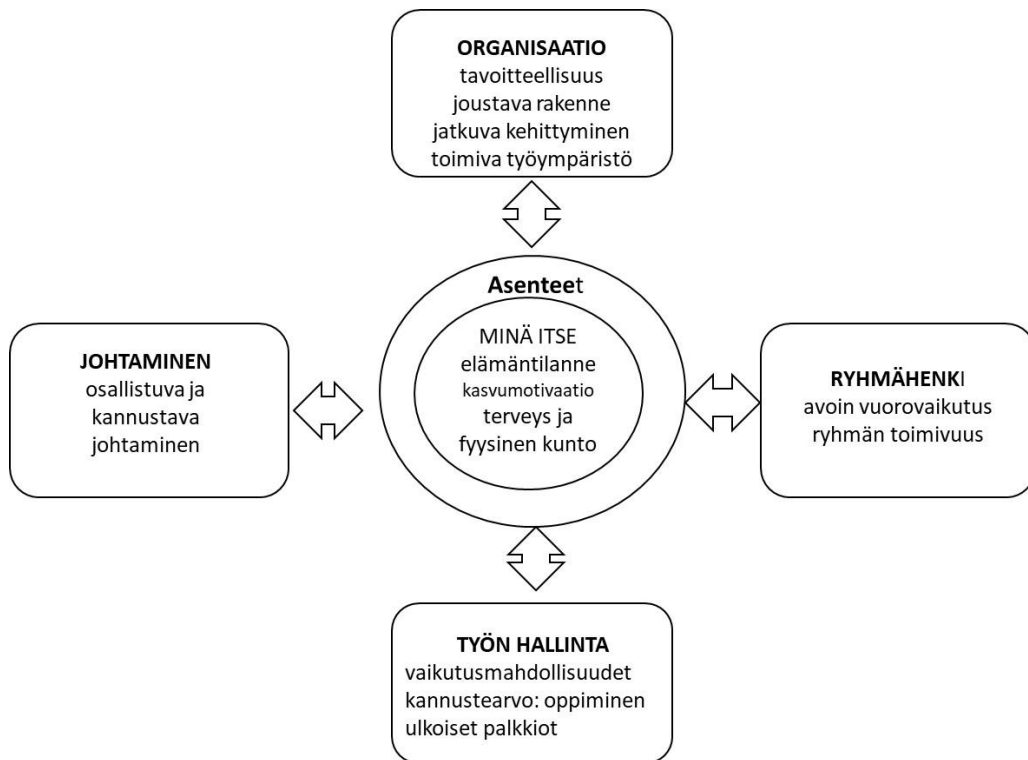 ORGANISAATIO
tavoitteellisuus
joustava rakenne
jatkuva kehittyminen
toimiva työympäristö
Asenteet
MINÄ ITSE
elämäntilanne
kasvumotivaatio
terveys ja
fyysinen kunto
JOHTAMINEN
osallistuva ja
kannustava
johtaminen
RYHMÄHENKI
avoin vuorovaikutus
ryhmän toimivuus
TYÖN HALLINTA
vaikutusmahdollisuudet
kannustearvo: oppiminen
ulkoiset palkkiot